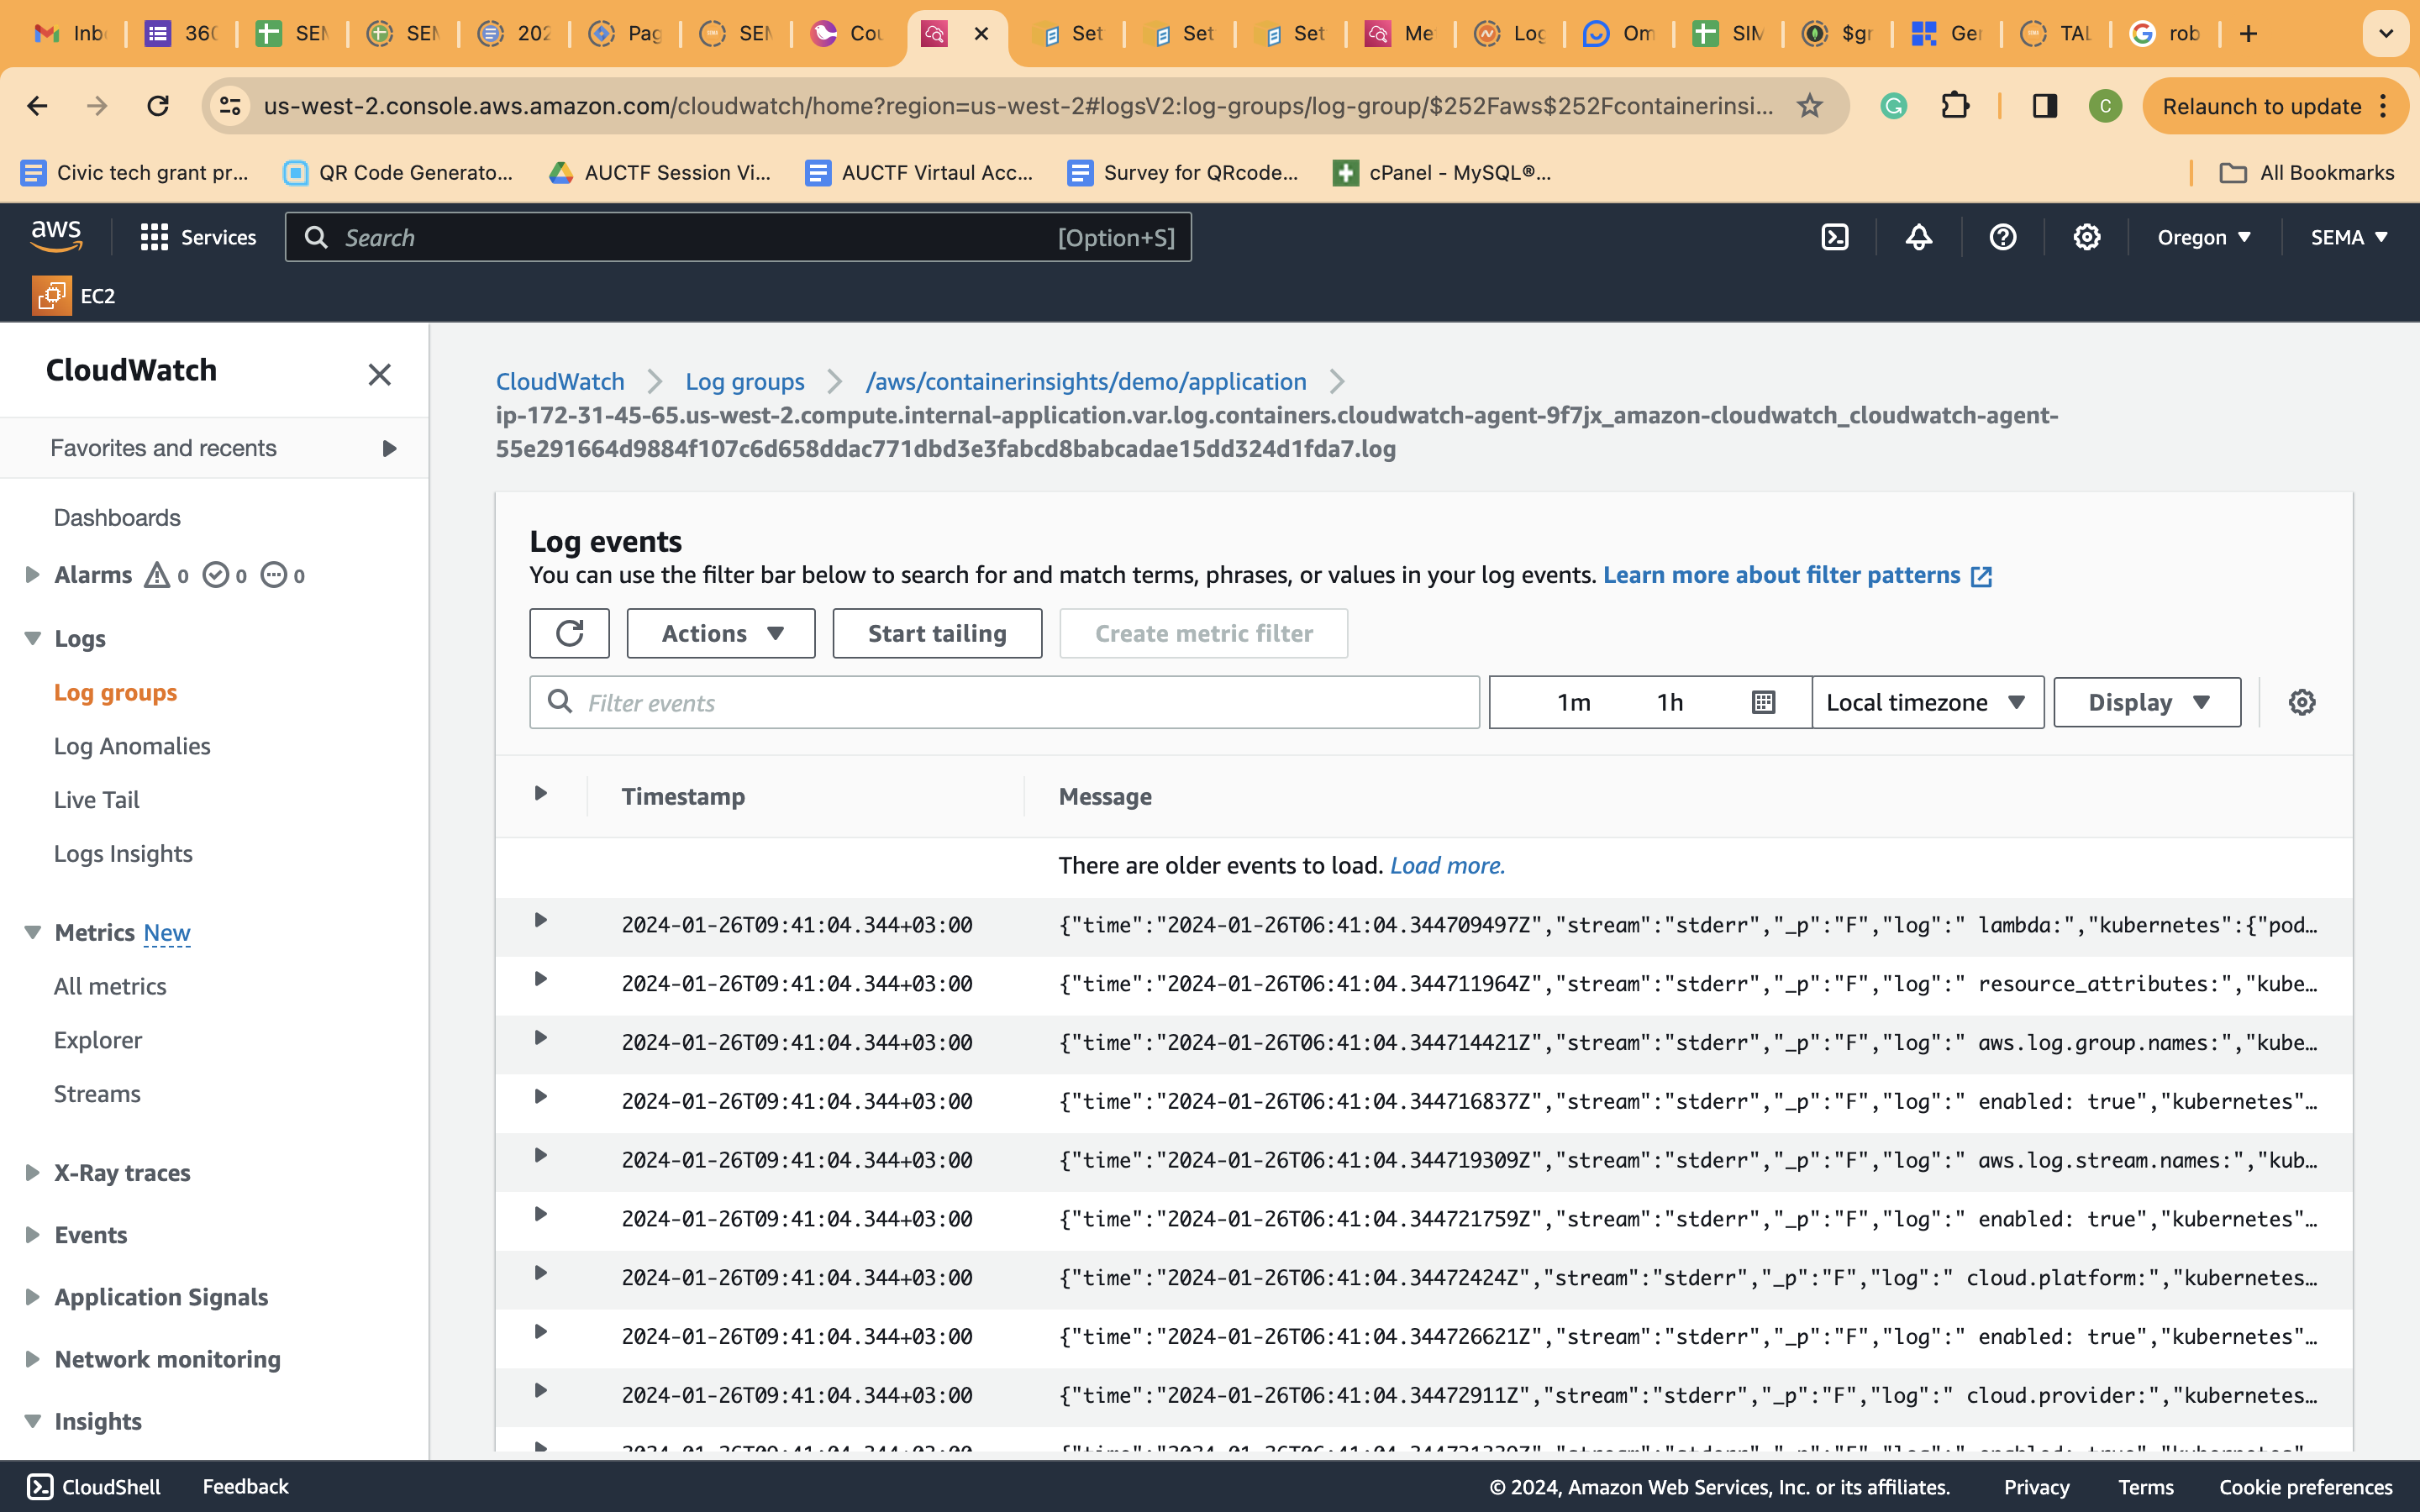 Inb 360 SEM SEM 202 Pag SEM Cou Set Set Set Me Log Om SIM $gr Ger TAL rob
us-west-2.console.aws.amazon.com/cloudwatch/home?region=us-west-2#logsV2:log-groups/log-group/$252Faws$252Fcontainerinsi... C Relaunch to update
Civic tech grant pr... QR Code Generato... AUCTF Session Vi... AUCTF Virtaul Acc... Survey for QRcode... cPanel - MySQL®... All Bookmarks
aws Services Search [Option+S] Oregon SEMA
EC2
CloudWatch
Favorites and recents
Dashboards
Alarms 0 0 0
Logs
Log groups
Log Anomalies
Live Tail
Logs Insights
Metrics New
All metrics
Explorer
Streams
X-Ray traces
Events
Application Signals
Network monitoring
Insights
CloudWatch Log groups /aws/containerinsights/demo/application
ip-172-31-45-65.us-west-2.compute.internal-application.var.log.containers.cloudwatch-agent-9f7jx_amazon-cloudwatch_cloudwatch-agent-
55e291664d9884f107c6d658ddac771dbd3e3fabcd8babcadae15dd324d1fda7.log
Log events
You can use the filter bar below to search for and match terms, phrases, or values in your log events. Learn more about filter patterns
Actions Start tailing Create metric filter
Filter events 1m 1h Local timezone Display
Timestamp Message
There are older events to load. Load more.
2024-01-26T09:41:04.344+03:00 {"time":"2024-01-26T06:41:04.344709497Z","stream":"stderr","_p":"F","log":" lambda:","kubernetes":{"pod…
2024-01-26T09:41:04.344+03:00 {"time":"2024-01-26T06:41:04.344711964Z","stream":"stderr","_p":"F","log":" resource_attributes:","kube…
2024-01-26T09:41:04.344+03:00 {"time":"2024-01-26T06:41:04.344714421Z","stream":"stderr","_p":"F","log":" aws.log.group.names:","kube…
2024-01-26T09:41:04.344+03:00 {"time":"2024-01-26T06:41:04.344716837Z","stream":"stderr","_p":"F","log":" enabled: true","kubernetes"…
2024-01-26T09:41:04.344+03:00 {"time":"2024-01-26T06:41:04.344719309Z","stream":"stderr","_p":"F","log":" aws.log.stream.names:","kub…
2024-01-26T09:41:04.344+03:00 {"time":"2024-01-26T06:41:04.344721759Z","stream":"stderr","_p":"F","log":" enabled: true","kubernetes"…
2024-01-26T09:41:04.344+03:00 {"time":"2024-01-26T06:41:04.34472424Z","stream":"stderr","_p":"F","log":" cloud.platform:","kubernetes…
2024-01-26T09:41:04.344+03:00 {"time":"2024-01-26T06:41:04.344726621Z","stream":"stderr","_p":"F","log":" enabled: true","kubernetes"…
2024-01-26T09:41:04.344+03:00 {"time":"2024-01-26T06:41:04.34472911Z","stream":"stderr","_p":"F","log":" cloud.provider:","kubernetes…
CloudShell Feedback © 2024, Amazon Web Services, Inc. or its affiliates. Privacy Terms Cookie preferences